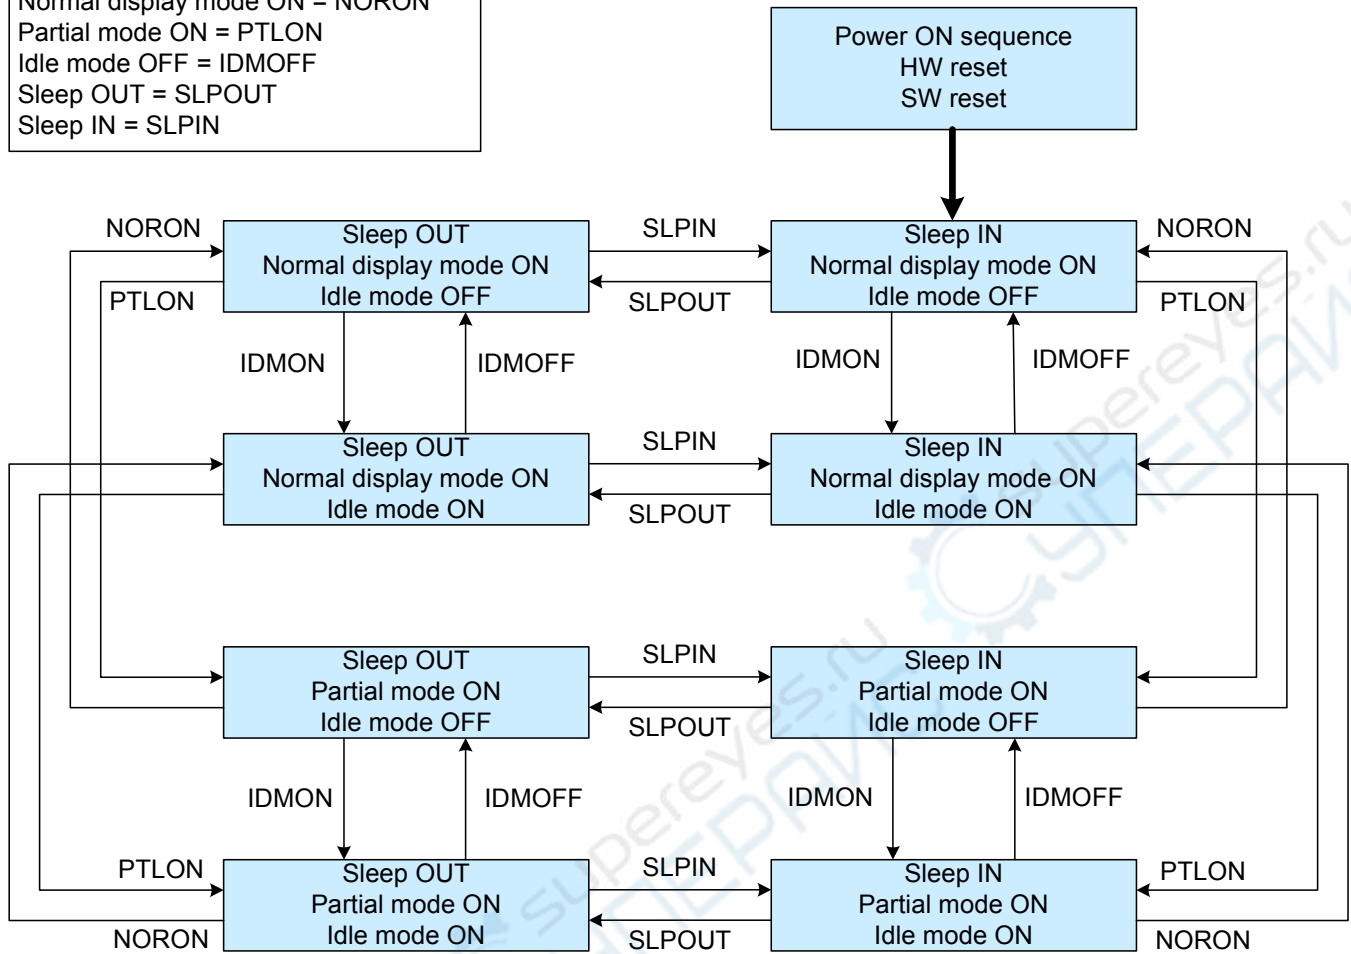 Normal display mode ON = NORON
Partial mode ON = PTLON
Idle mode OFF = IDMOFF
Sleep OUT = SLPOUT
Sleep IN = SLPIN
Power ON sequence
HW reset
SW reset
NORON
Sleep OUT
Normal display mode ON
Idle mode OFF
SLPIN
Sleep IN
Normal display mode ON
Idle mode OFF
NORON
PTLON
SLPOUT
PTLON
IDMON
IDMOFF
IDMON
IDMOFF
Sleep OUT
Normal display mode ON
Idle mode ON
SLPIN
SLPOUT
Sleep IN
Normal display mode ON
Idle mode ON
Sleep OUT
Partial mode ON
Idle mode OFF
SLPIN
SLPOUT
Sleep IN
Partial mode ON
Idle mode OFF
IDMON
IDMOFF
IDMON
IDMOFF
PTLON
Sleep OUT
Partial mode ON
Idle mode ON
SLPIN
Sleep IN
Partial mode ON
Idle mode ON
PTLON
NORON
SLPOUT
NORON
supereyes.ru
supereyes.ru